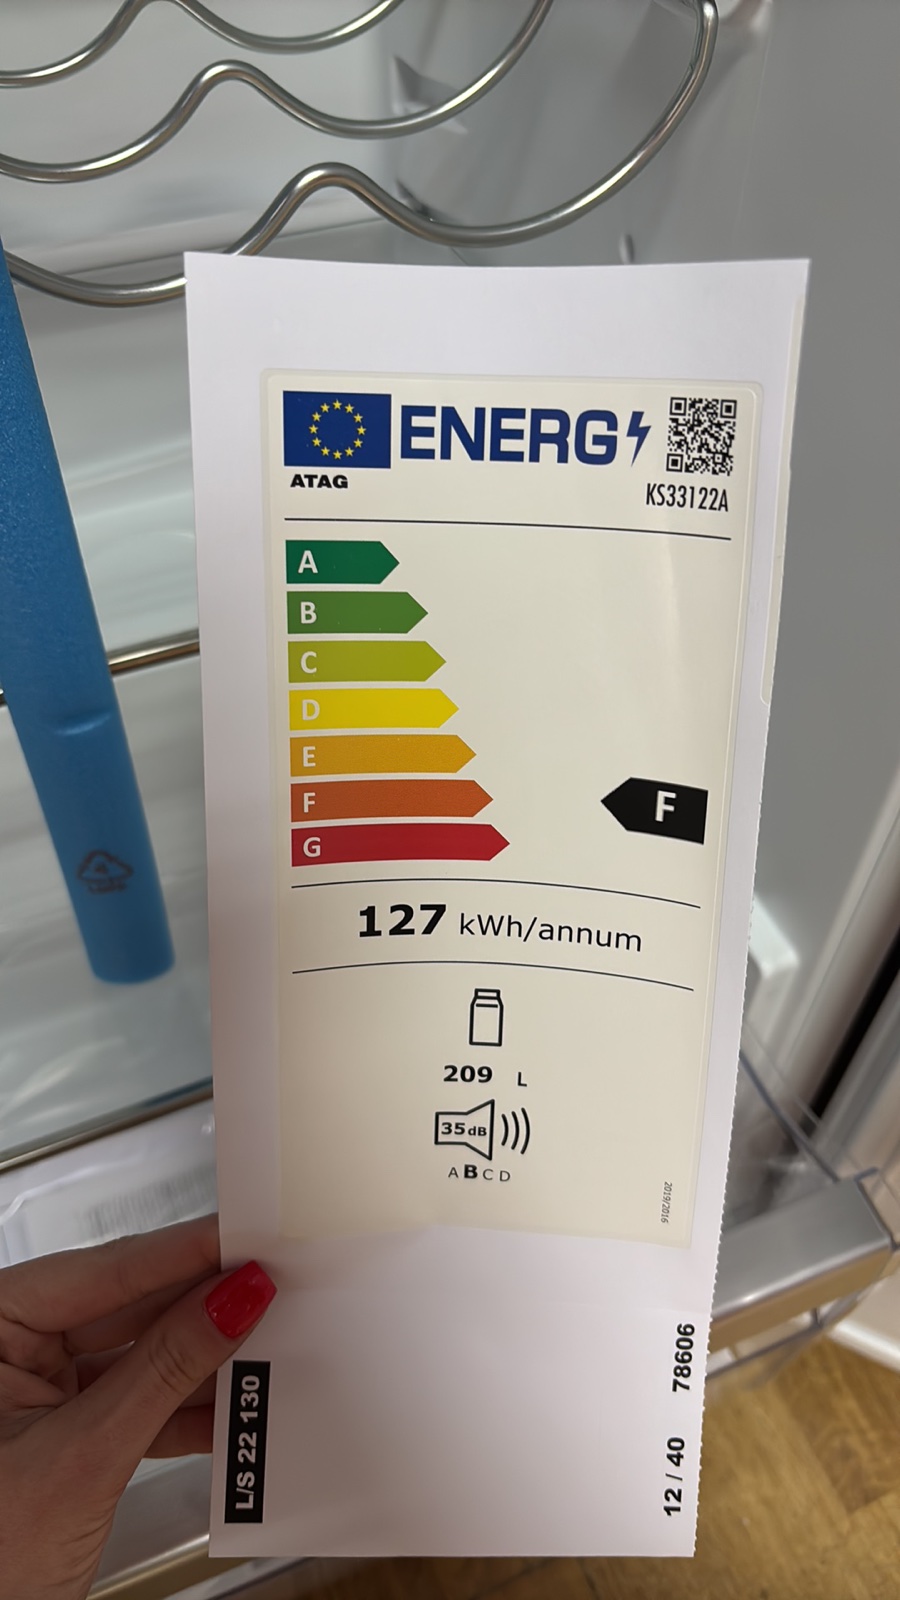 ENERG
ATAG
KS33122A
A
B
C
D
E
F
G
F
127 kWh/annum
209 L
35dB
ABCD
2019/2016
L/S 22 130
12 / 40 78606